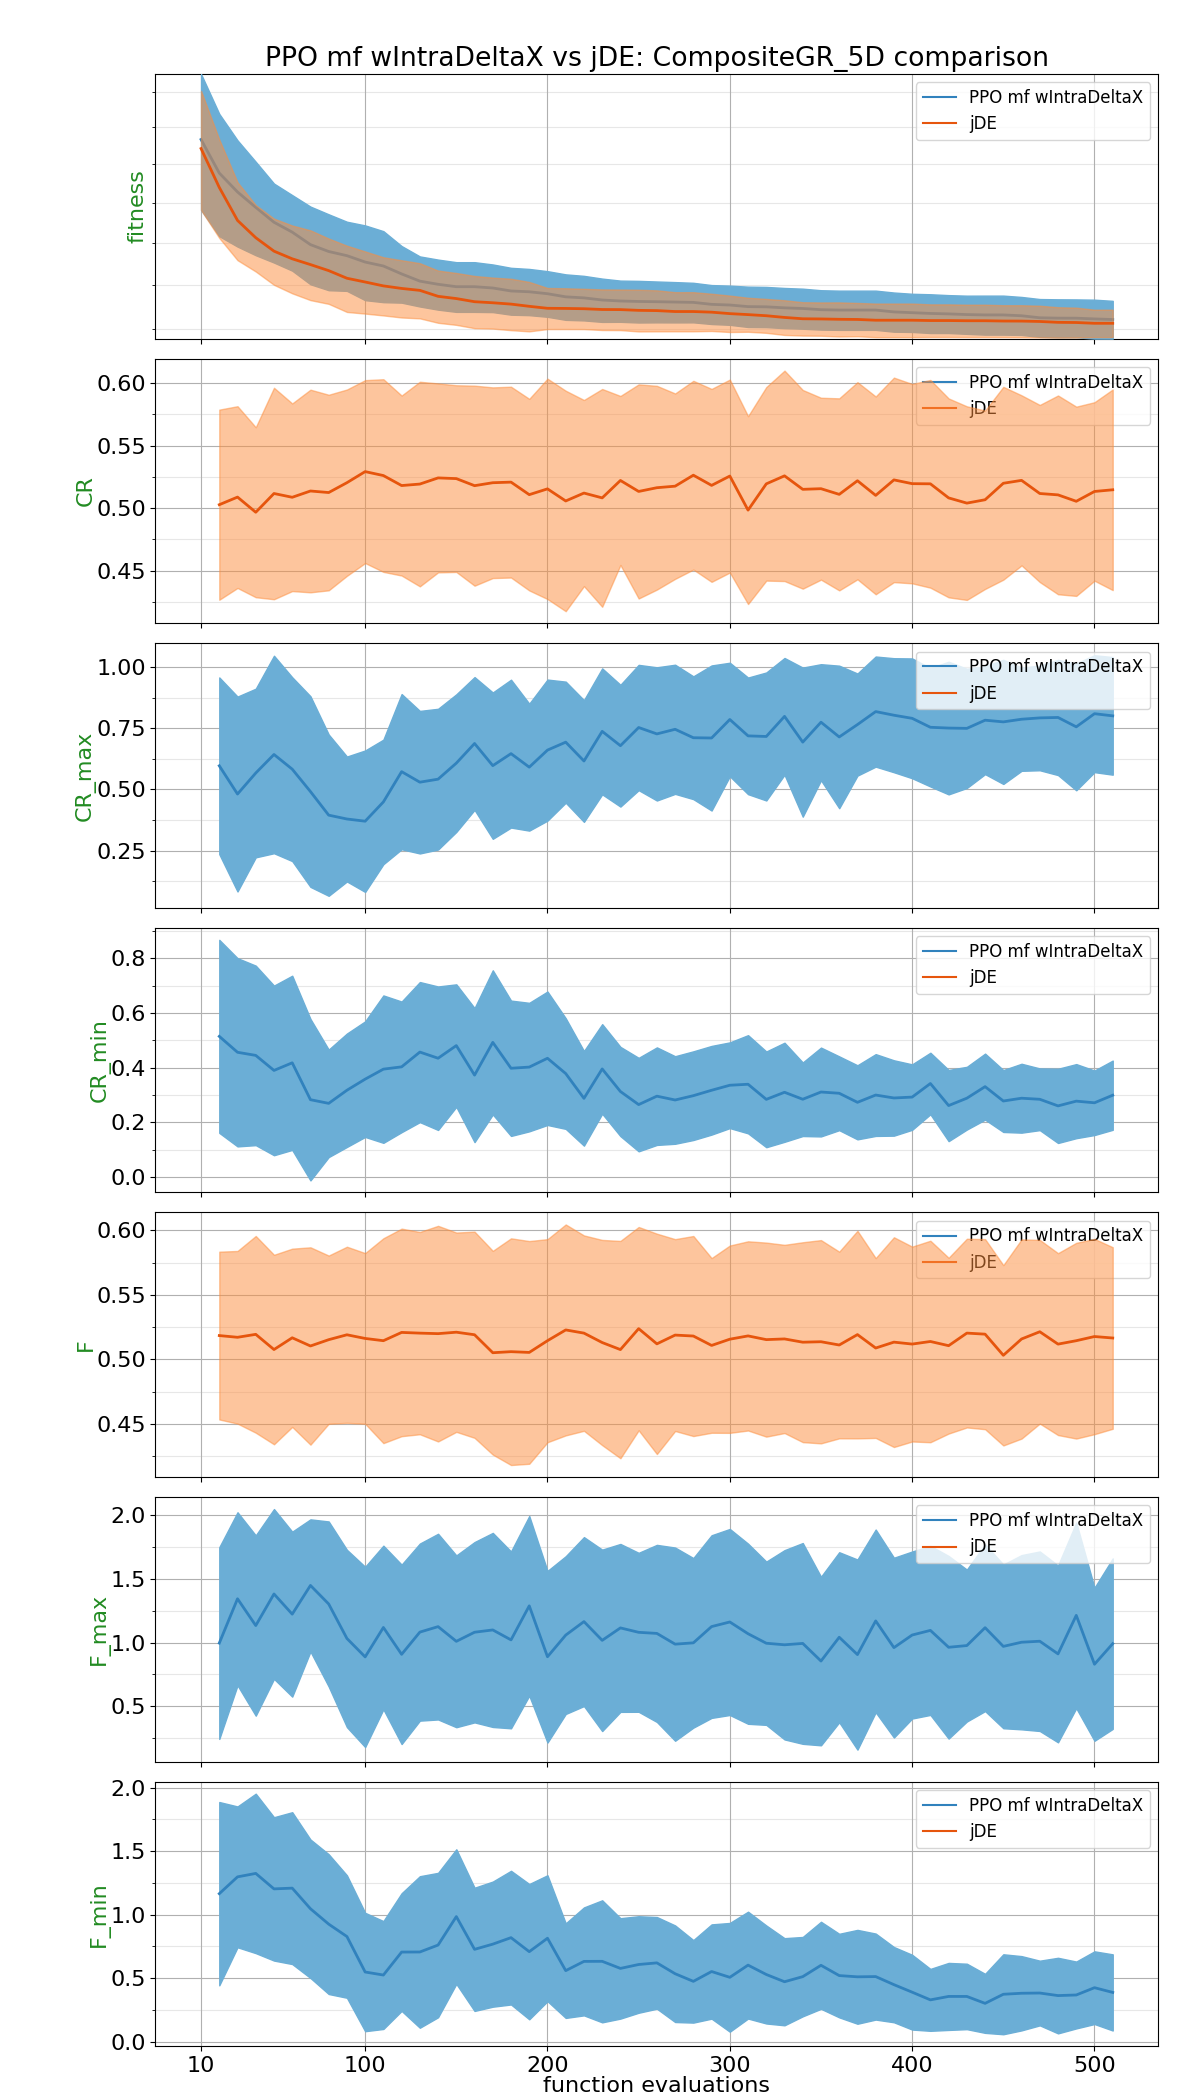 PPO mf wIntraDeltaX vs jDE: CompositeGR_5D comparison
fitness
PPO mf wIntraDeltaX
jDE
CR
0.60
0.55
0.50
0.45
PPO mf wIntraDeltaX
jDE
CR_max
1.00
0.75
0.50
0.25
PPO mf wIntraDeltaX
jDE
CR_min
0.8
0.6
0.4
0.2
0.0
PPO mf wIntraDeltaX
jDE
F
0.60
0.55
0.50
0.45
PPO mf wIntraDeltaX
jDE
F_max
2.0
1.5
1.0
0.5
PPO mf wIntraDeltaX
jDE
F_min
2.0
1.5
1.0
0.5
0.0
PPO mf wIntraDeltaX
jDE
10 100 200 300 400 500
function evaluations